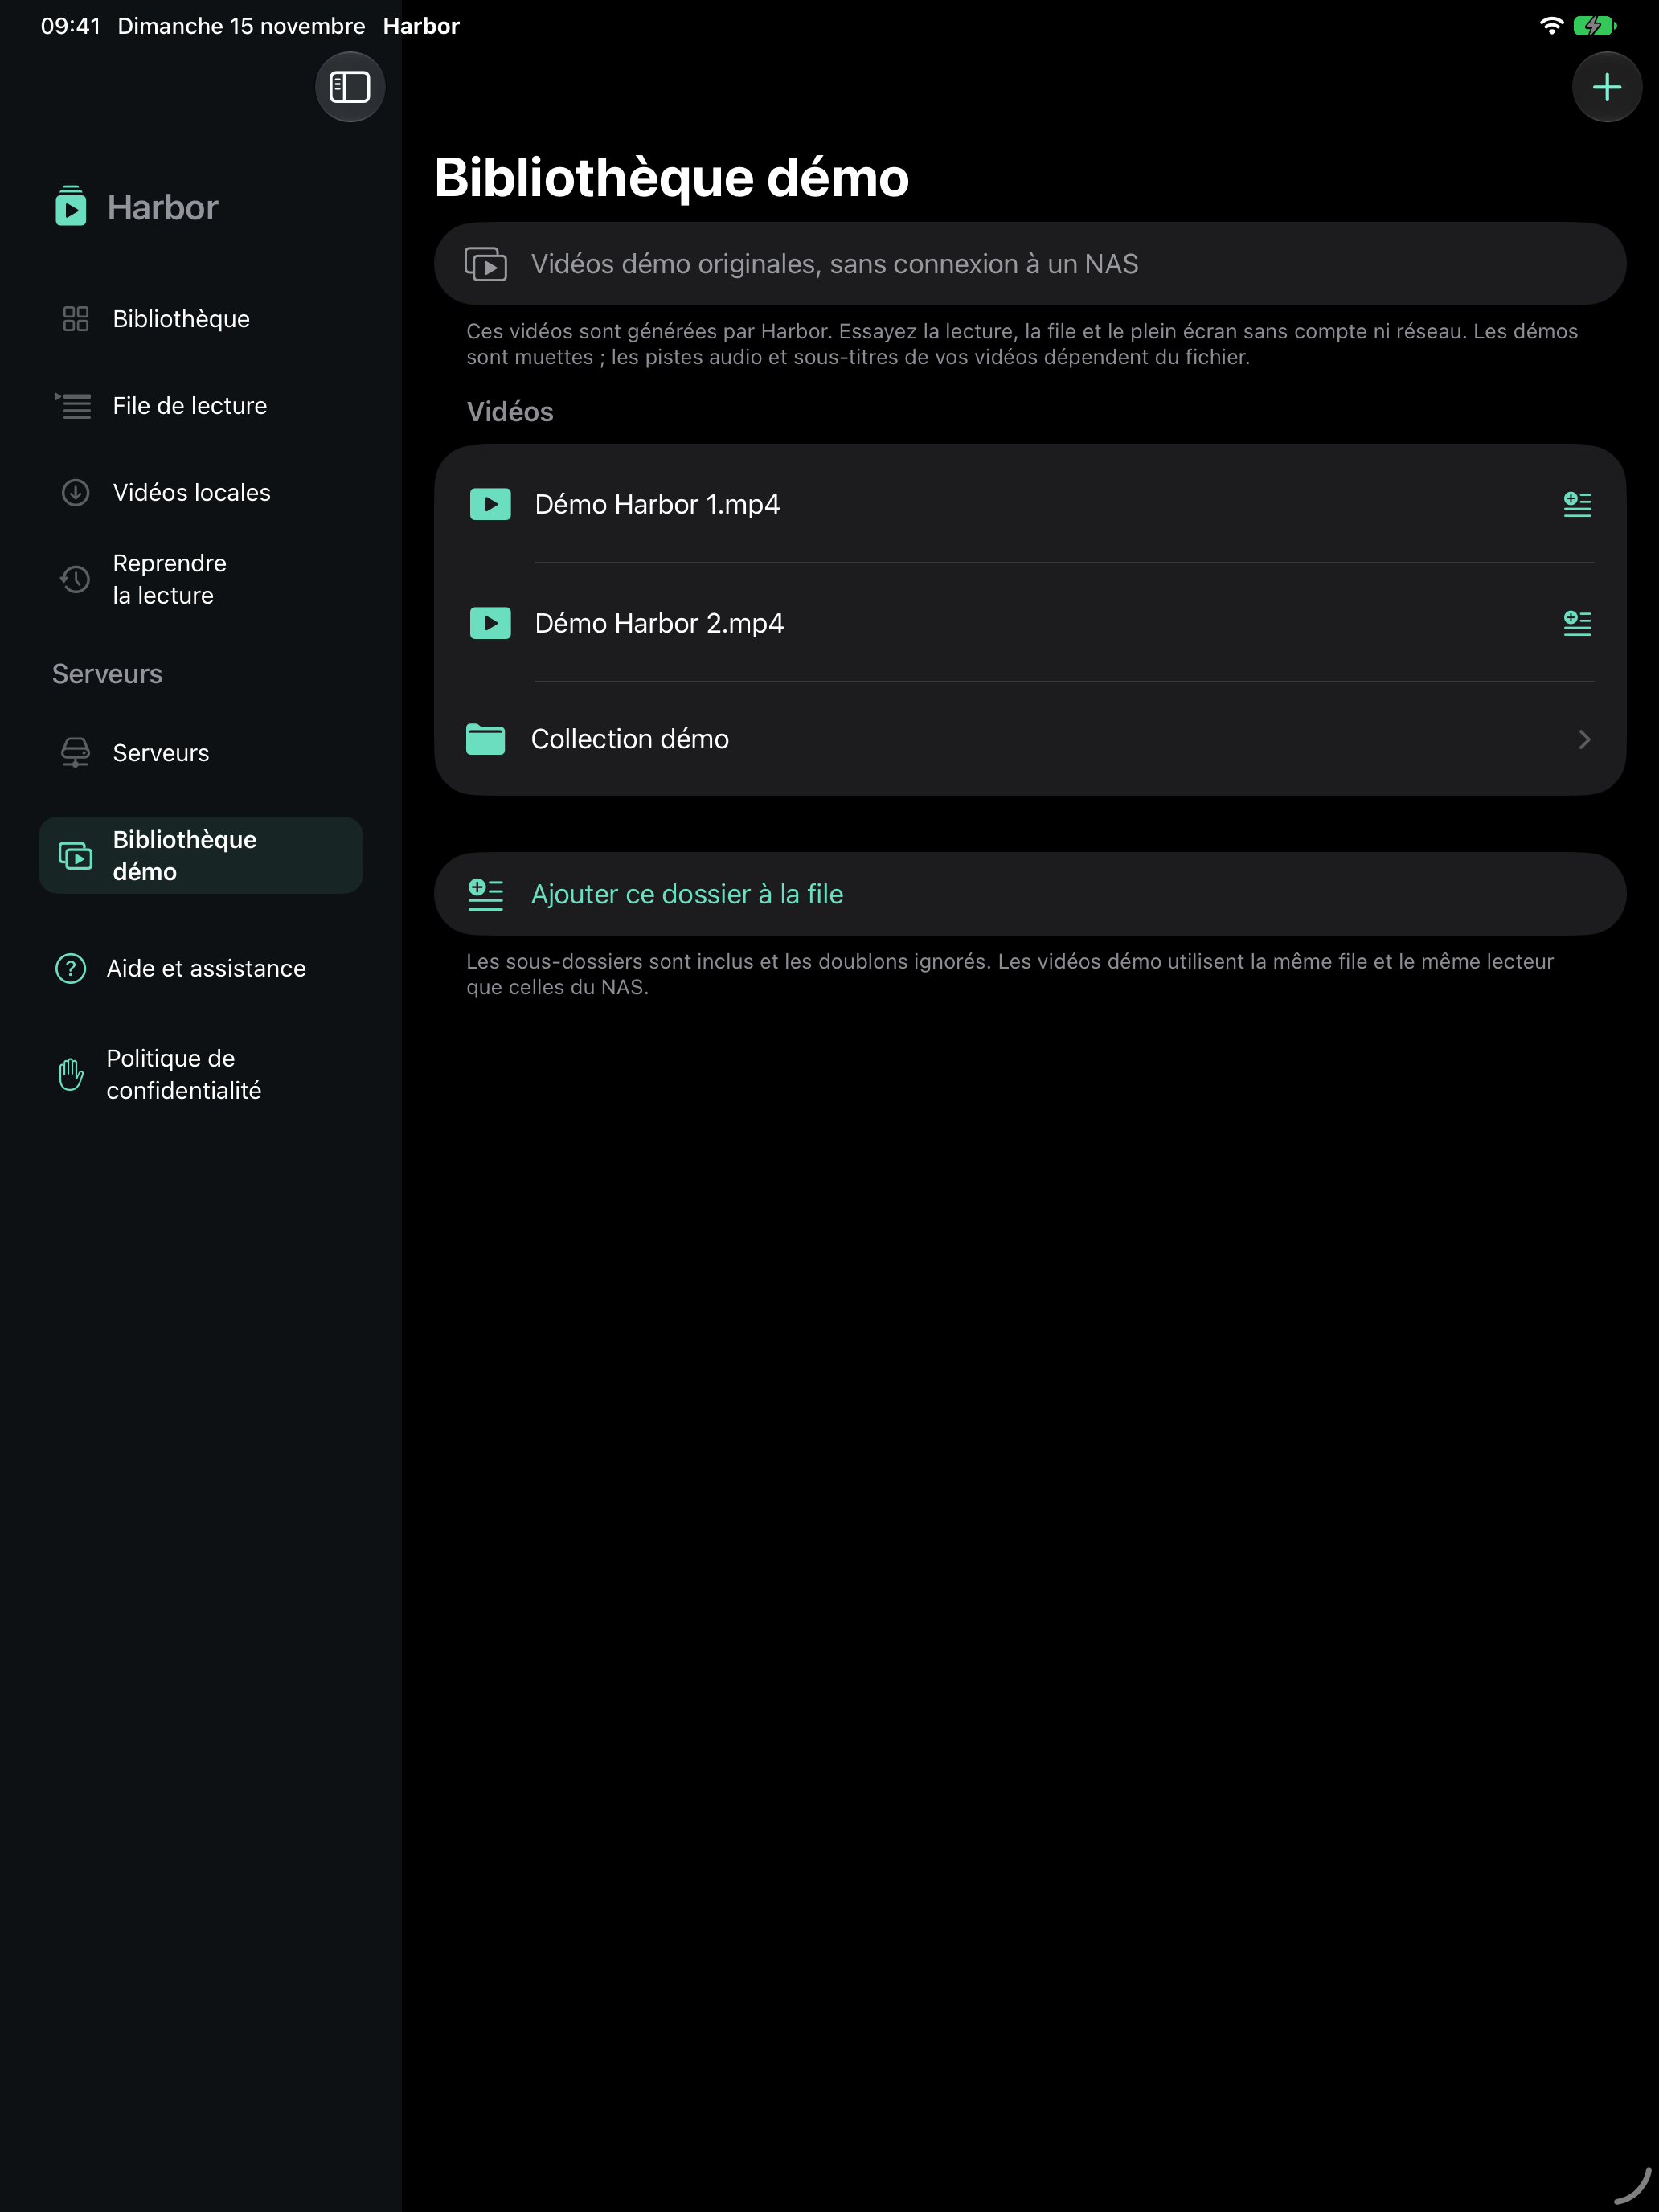 09:41 Dimanche 15 novembre Harbor
Harbor
Bibliothèque
File de lecture
Vidéos locales
Reprendre
la lecture
Serveurs
Serveurs
Bibliothèque
démo
Aide et assistance
Politique de
confidentialité
Bibliothèque démo
Vidéos démo originales, sans connexion à un NAS
Ces vidéos sont générées par Harbor. Essayez la lecture, la file et le plein écran sans compte ni réseau. Les démos
sont muettes ; les pistes audio et sous-titres de vos vidéos dépendent du fichier.
Vidéos
Démo Harbor 1.mp4
Démo Harbor 2.mp4
Collection démo
Ajouter ce dossier à la file
Les sous-dossiers sont inclus et les doublons ignorés. Les vidéos démo utilisent la même file et le même lecteur
que celles du NAS.